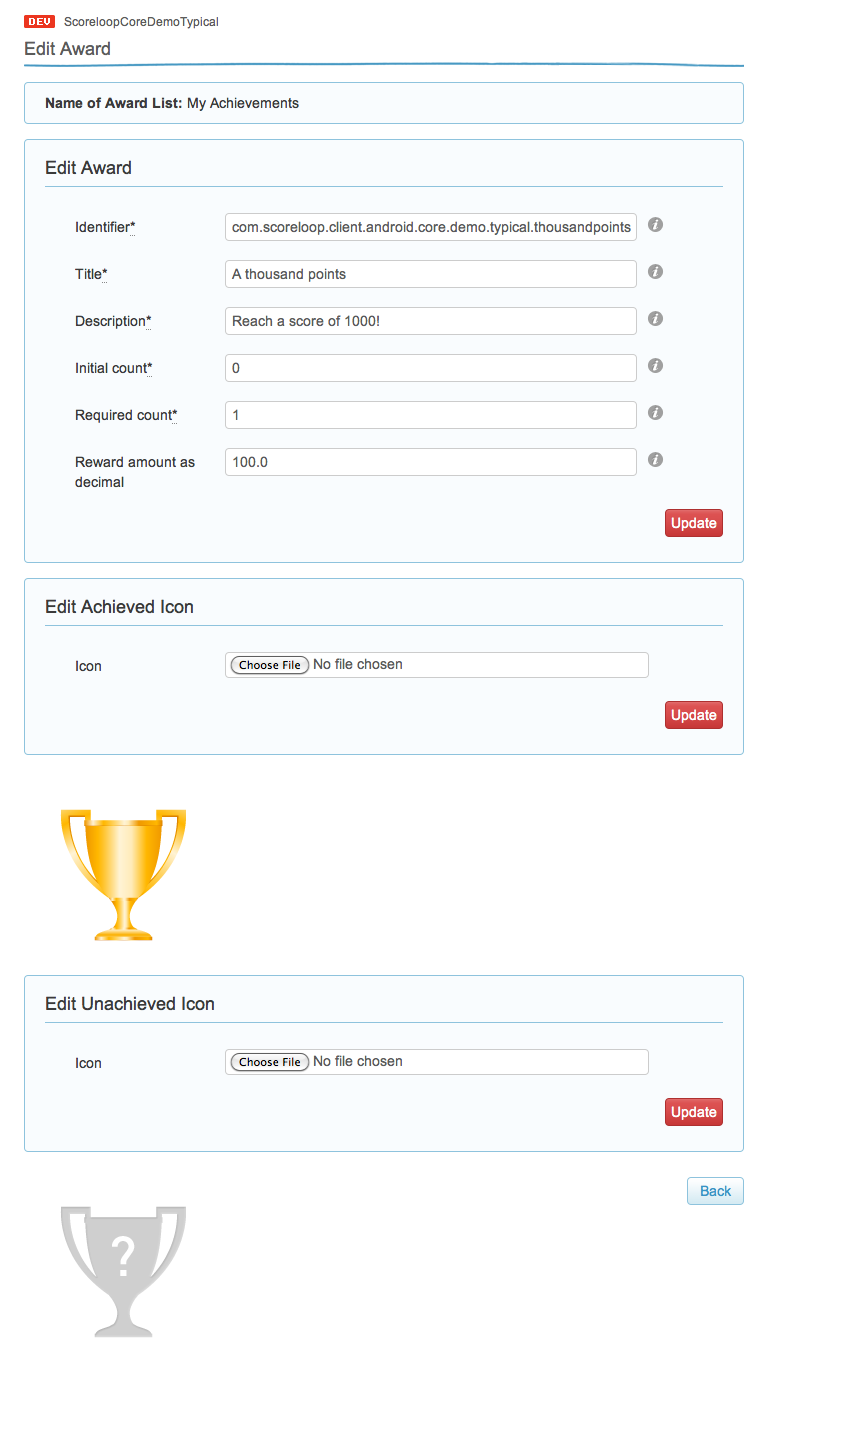 DEV ScoreloopCoreDemoTypical
Edit Award
Name of Award List: My Achievements
Edit Award
Identifier* com.scoreloop.client.android.core.demo.typical.thousandpoints i
Title* A thousand points i
Description* Reach a score of 1000! i
Initial count* 0 i
Required count* 1 i
Reward amount as 100.0 i
decimal
Update
Edit Achieved Icon
Icon Choose File No file chosen
Update
Edit Unachieved Icon
Icon Choose File No file chosen
Update
Back
?